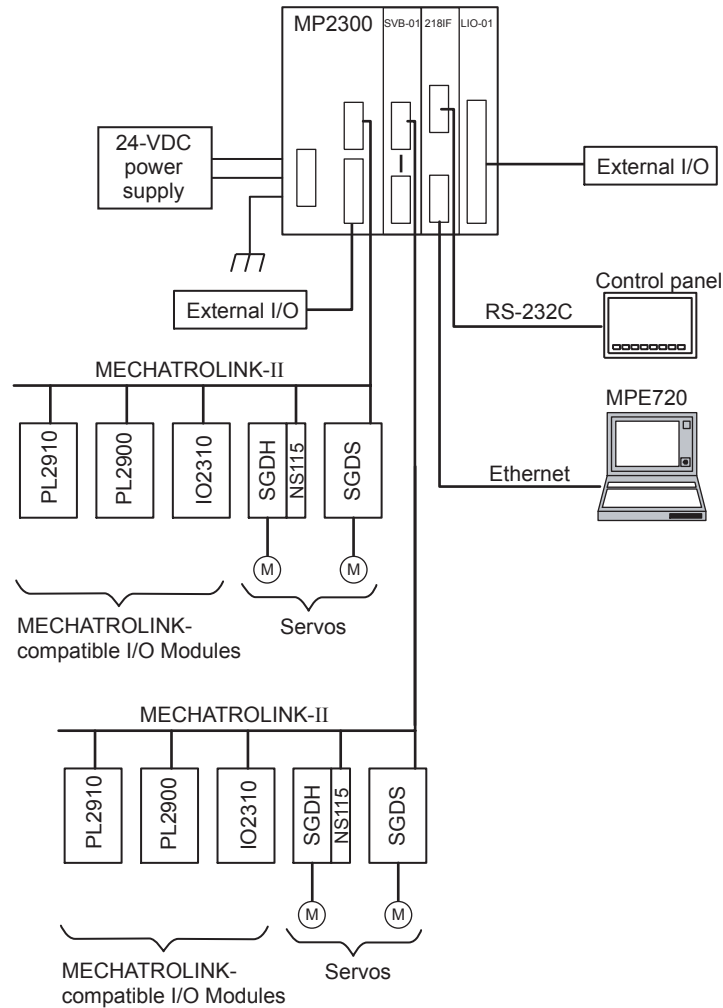 MP2300
SVB-01
218IF
LIO-01
24-VDC
power
supply
External I/O
External I/O
Control panel
RS-232C
MECHATROLINK-II
MPE720
PL2910
PL2900
IO2310
SGDH
NS115
SGDS
Ethernet
M
M
MECHATROLINK-
compatible I/O Modules
Servos
MECHATROLINK-II
PL2910
PL2900
IO2310
SGDH
NS115
SGDS
M
M
MECHATROLINK-
compatible I/O Modules
Servos